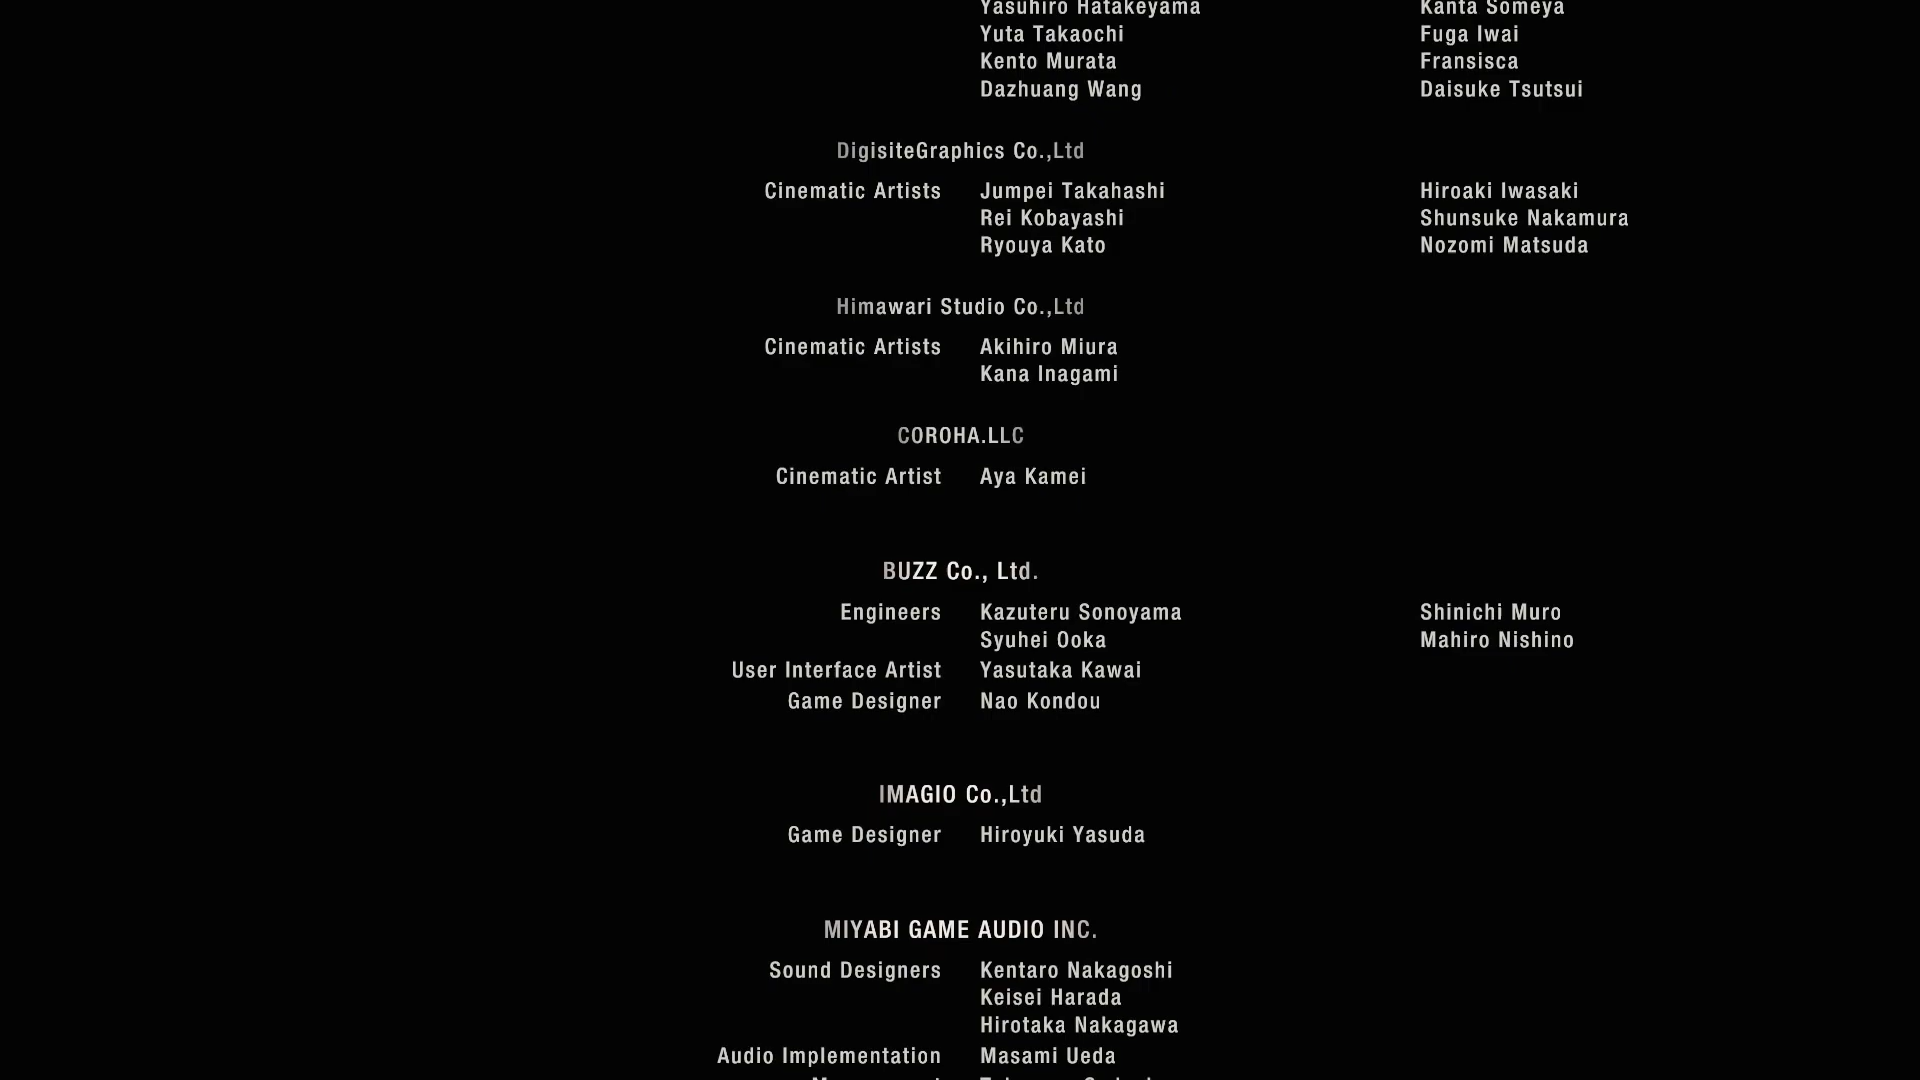 Yasuhiro Hatakeyama Kanta Someya
Yuta Takaochi Fuga Iwai
Kento Murata Fransisca
Dazhuang Wang Daisuke Tsutsui
DigisiteGraphics Co.,Ltd
Cinematic Artists Jumpei Takahashi Hiroaki Iwasaki
Rei Kobayashi Shunsuke Nakamura
Ryouya Kato Nozomi Matsuda
Himawari Studio Co.,Ltd
Cinematic Artists Akihiro Miura
Kana Inagami
COROHA.LLC
Cinematic Artist Aya Kamei
BUZZ Co., Ltd.
Engineers Kazuteru Sonoyama Shinichi Muro
Syuhei Ooka Mahiro Nishino
User Interface Artist Yasutaka Kawai
Game Designer Nao Kondou
IMAGIO Co.,Ltd
Game Designer Hiroyuki Yasuda
MIYABI GAME AUDIO INC.
Sound Designers Kentaro Nakagoshi
Keisei Harada
Hirotaka Nakagawa
Audio Implementation Masami Ueda